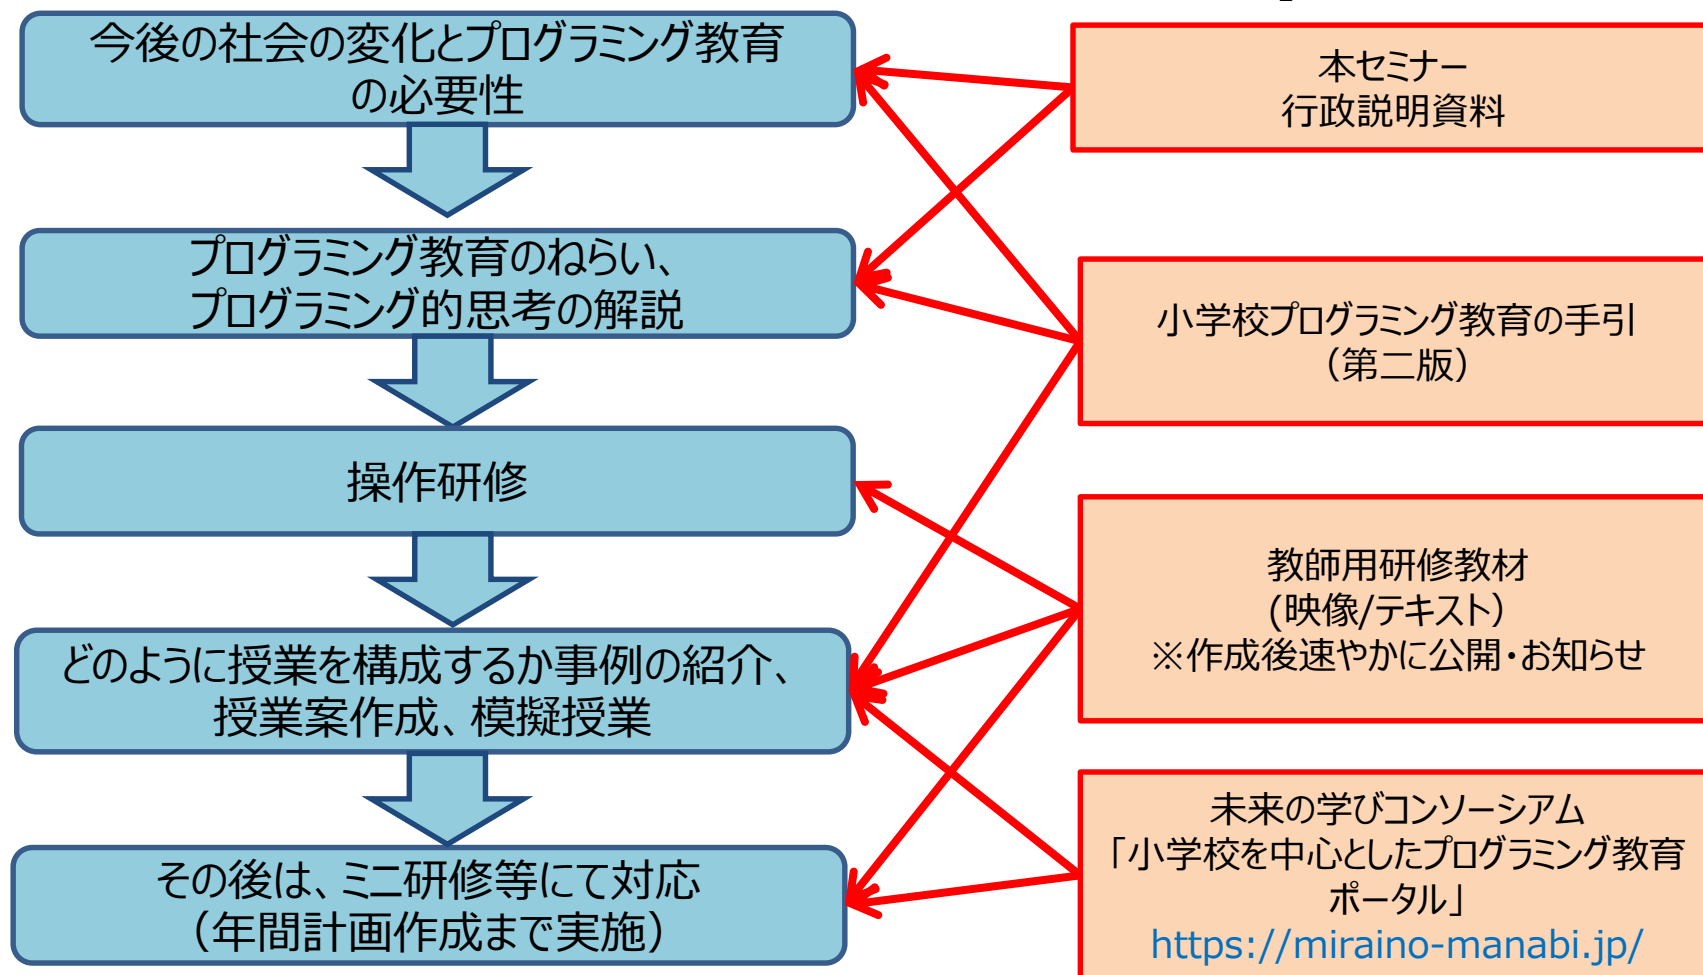 今後の社会の変化とプログラミング教育
の必要性
プログラミング教育のねらい、
プログラミング的思考の解説
操作研修
どのように授業を構成するか事例の紹介、
授業案作成、模擬授業
その後は、ミニ研修等にて対応
（年間計画作成まで実施）
本セミナー
行政説明資料
小学校プログラミング教育の手引
（第二版）
教師用研修教材
(映像/テキスト）
※作成後速やかに公開・お知らせ
未来の学びコンソーシアム
「小学校を中心としたプログラミング教育
ポータル」
https://miraino-manabi.jp/